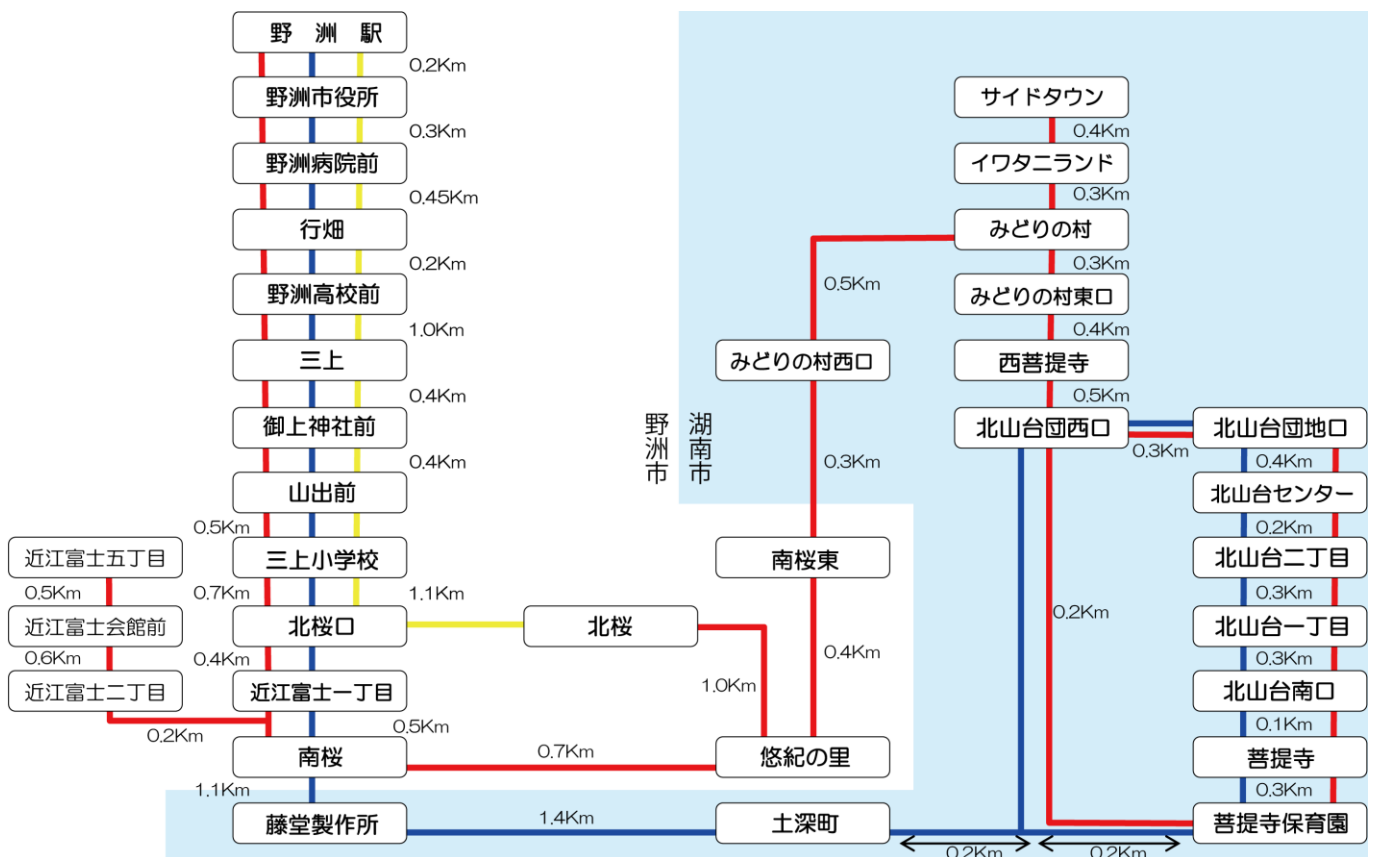 野洲駅
0.2Km
野洲市役所
0.3Km
野洲病院前
0.45Km
行畑
0.2Km
野洲高校前
1.0Km
三上
0.4Km
御上神社前
0.4Km
山出前
0.5Km
三上小学校
0.7Km
北桜口
1.1Km
北桜
0.4Km
近江富士一丁目
0.5Km
南桜
1.1Km
藤堂製作所
近江富士五丁目
0.5Km
近江富士会館前
0.6Km
近江富士二丁目
0.2Km
0.7Km
悠紀の里
1.0Km
0.4Km
南桜東
0.3Km
みどりの村西口
0.5Km
野洲市
湖南市
サイドタウン
0.4Km
イワタニランド
0.3Km
みどりの村
0.3Km
みどりの村東口
0.4Km
西菩提寺
0.5Km
北山台団西口
0.3Km
北山台団地口
0.4Km
北山台センター
0.2Km
北山台二丁目
0.3Km
北山台一丁目
0.3Km
北山台南口
0.1Km
菩提寺
0.3Km
菩提寺保育園
0.2Km
1.4Km
土深町
0.2Km
0.2Km